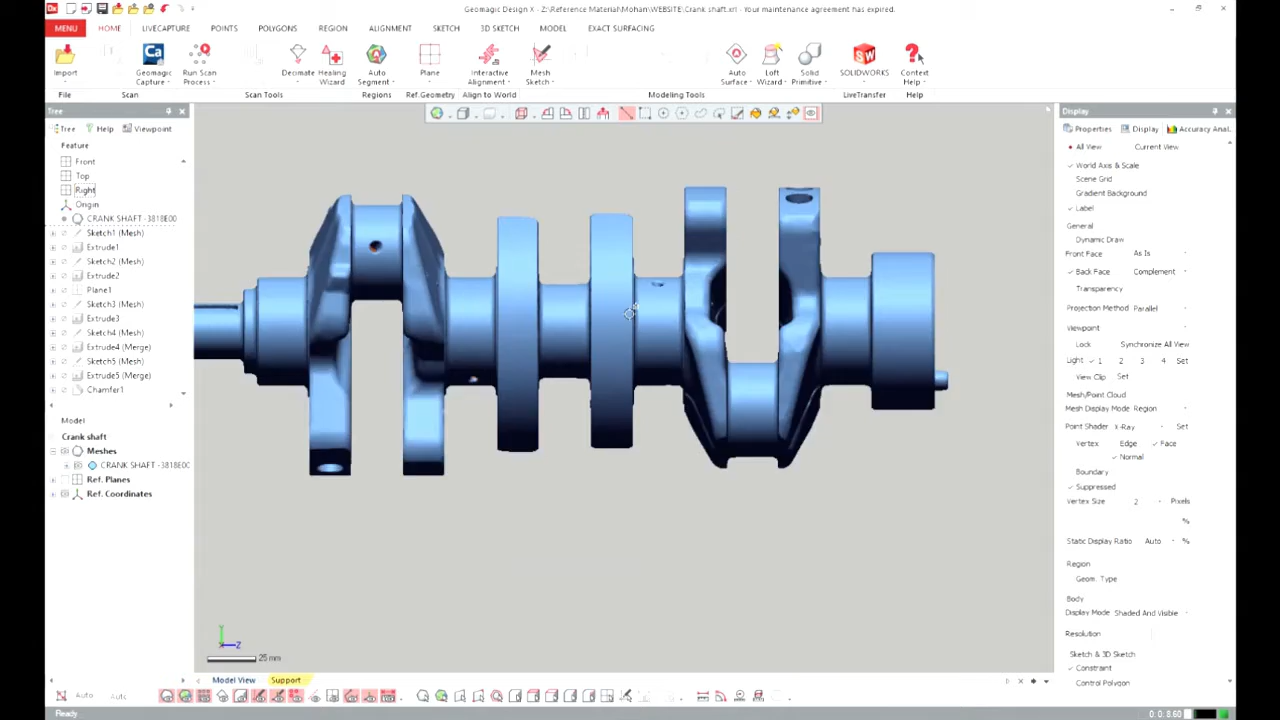 Geomagic Design X - Z:\Reference Material\Mohan\WEBSITE\Crank shaft.xrl - Your maintenance agreement has expired.
MENU HOME LIVECAPTURE POINTS POLYGONS REGION ALIGNMENT SKETCH 3D SKETCH MODEL EXACT SURFACING
Import Geomagic Capture Run Scan Process Decimate Healing Wizard Auto Segment Plane Interactive Alignment Mesh Sketch Auto Surface Loft Wizard Solid Primitive SOLIDWORKS Context Help
File Scan Scan Tools Regions Ref.Geometry Align to World Modeling Tools LiveTransfer Help
Tree
Tree Help Viewpoint
Feature
Front
Top
Right
Origin
CRANK SHAFT -3818E00
Sketch1 (Mesh)
Extrude1
Sketch2 (Mesh)
Extrude2
Plane1
Sketch3 (Mesh)
Extrude3
Sketch4 (Mesh)
Extrude4 (Merge)
Sketch5 (Mesh)
Extrude5 (Merge)
Chamfer1
Model
Crank shaft
Meshes
CRANK SHAFT -3818E00
Ref. Planes
Ref. Coordinates
Y
Z
25 mm
Model View Support
Auto Auto
Ready
Display
Properties Display Accuracy Anal..
All View Current View
World Axis & Scale
Scene Grid
Gradient Background
Label
General
Dynamic Draw
Front Face As Is
Back Face Complement
Transparency
Projection Method Parallel
Viewpoint
Lock Synchronize All View
Light 1 2 3 4 Set
View Clip Set
Mesh/Point Cloud
Mesh Display Mode Region
Point Shader X-Ray Set
Vertex Edge Face
Normal
Boundary
Suppressed
Vertex Size 2 Pixels
%
Static Display Ratio Auto %
Region
Geom. Type
Body
Display Mode Shaded And Visible
Resolution
Sketch & 3D Sketch
Constraint
Control Polygon
0: 0: 8.60